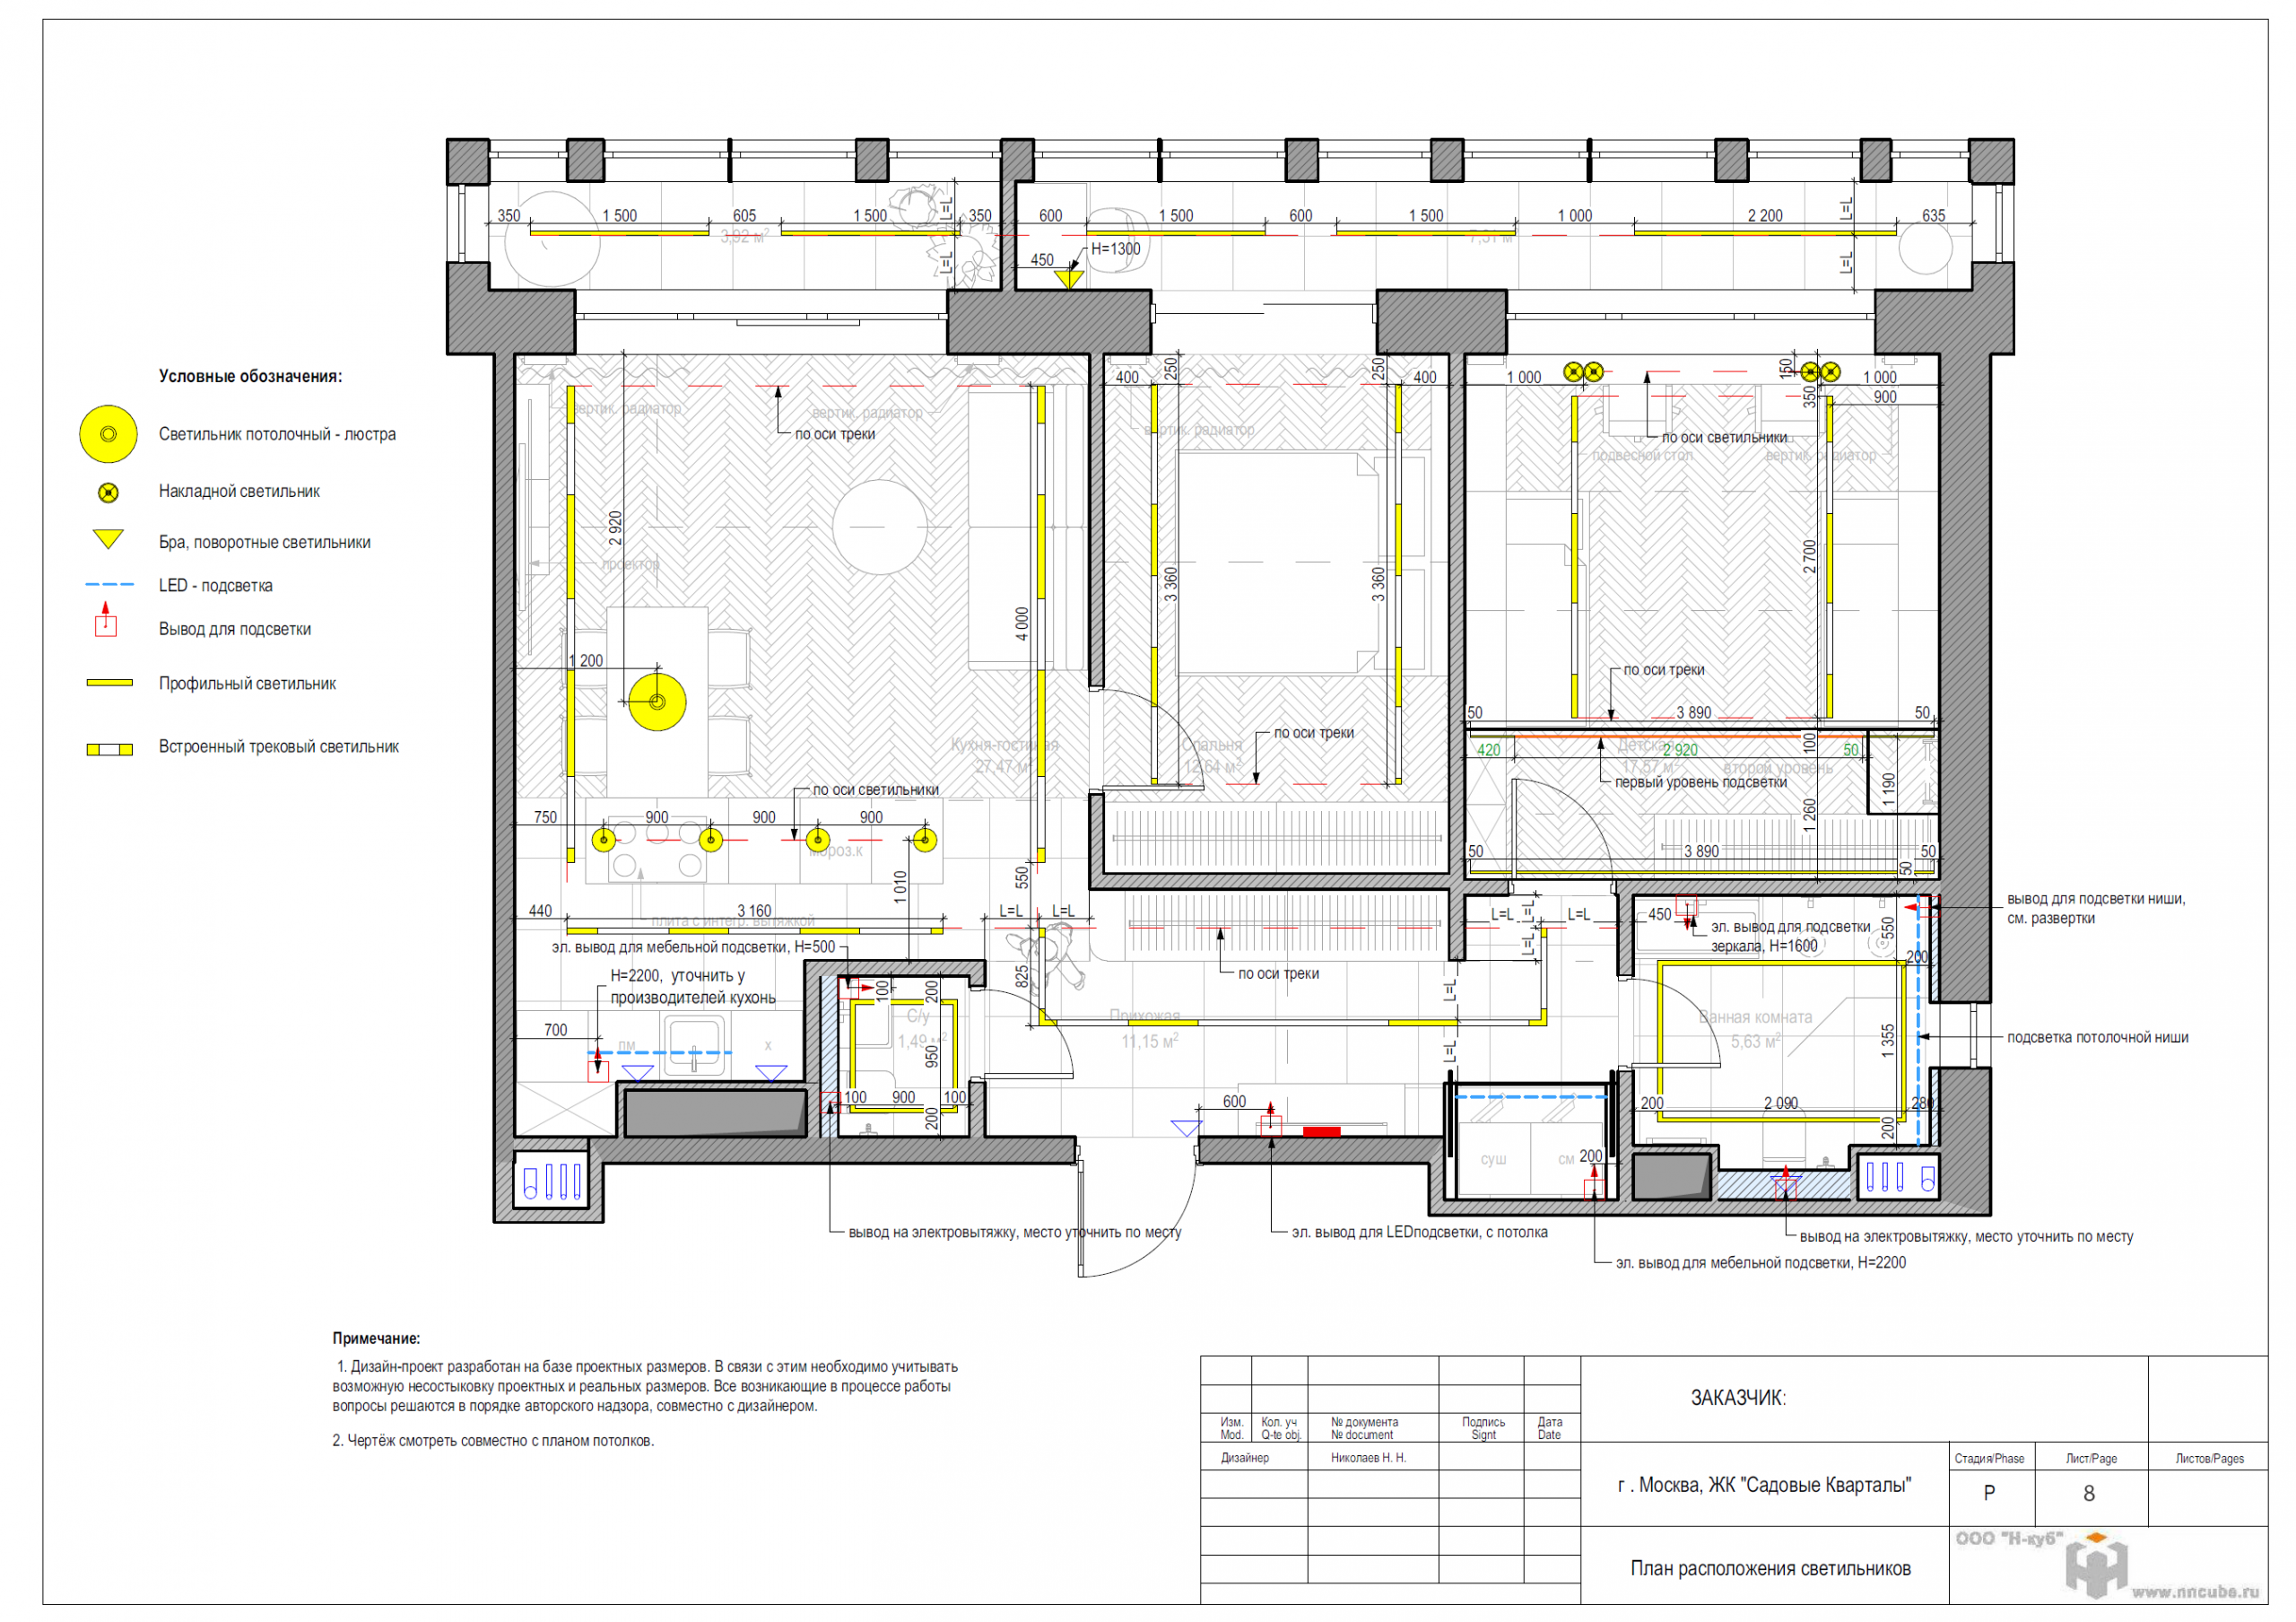 350
1 500
605
1 500
350
600
1 500
600
1 500
1 000
2 200
635
L=L
L=L
L=L
L=L
3,92 м²
7,51 м
450
H=1300
Условные обозначения:
Светильник потолочный - люстра
Накладной светильник
Бра, поворотные светильники
LED - подсветка
Вывод для подсветки
Профильный светильник
Встроенный трековый светильник
вертик. радиатор
вертик. радиатор
по оси треки
2 920
проектор
4 000
1 200
Кухня-гостиная
27,47 м²
400
250
250
400
вертик. радиатор
3 360
3 360
по оси треки
Спальня
12,64 м²
1 000
150
350
1 000
900
по оси светильники
подвесной стол
вертик. радиатор
2 700
по оси треки
50
3 890
50
420
2 920
50
100
Детская
17,57 м²
второй уровень
первый уровень подсветки
1 190
1 260
50
3 890
50
50
по оси светильники
750
900
900
900
мороз.к
1 010
550
плита с интегр. вытяжкой
440
3 160
L=L
L=L
L=L
L=L
L=L
L=L
L=L
L=L
эл. вывод для мебельной подсветки, H=500
H=2200, уточнить у
производителей кухонь
825
по оси треки
700
пм
х
100
200
С/у
1,49 м²
950
100
900
100
200
Прихожая
11,15 м²
600
суш
см
200
450
эл. вывод для подсветки
зеркала, H=1600
550
200
Ванная комната
5,63 м²
1 355
200
2 090
280
200
вывод для подсветки ниши,
см. развертки
подсветка потолочной ниши
вывод на электровытяжку, место уточнить по месту
эл. вывод для LEDподсветки, с потолка
вывод на электровытяжку, место уточнить по месту
эл. вывод для мебельной подсветки, H=2200
Примечание:
1. Дизайн-проект разработан на базе проектных размеров. В связи с этим необходимо учитывать
возможную несостыковку проектных и реальных размеров. Все возникающие в процессе работы
вопросы решаются в порядке авторского надзора, совместно с дизайнером.
2. Чертёж смотреть совместно с планом потолков.
Изм. Кол. уч № документа Подпись Дата
Mod. Q-te obj. № document Signt Date
Дизайнер Николаев Н. Н.
ЗАКАЗЧИК:
г . Москва, ЖК "Садовые Кварталы"
Стадия/Phase Лист/Page Листов/Pages
Р 8
План расположения светильников
ООО "Н-куб"
www.nncube.ru